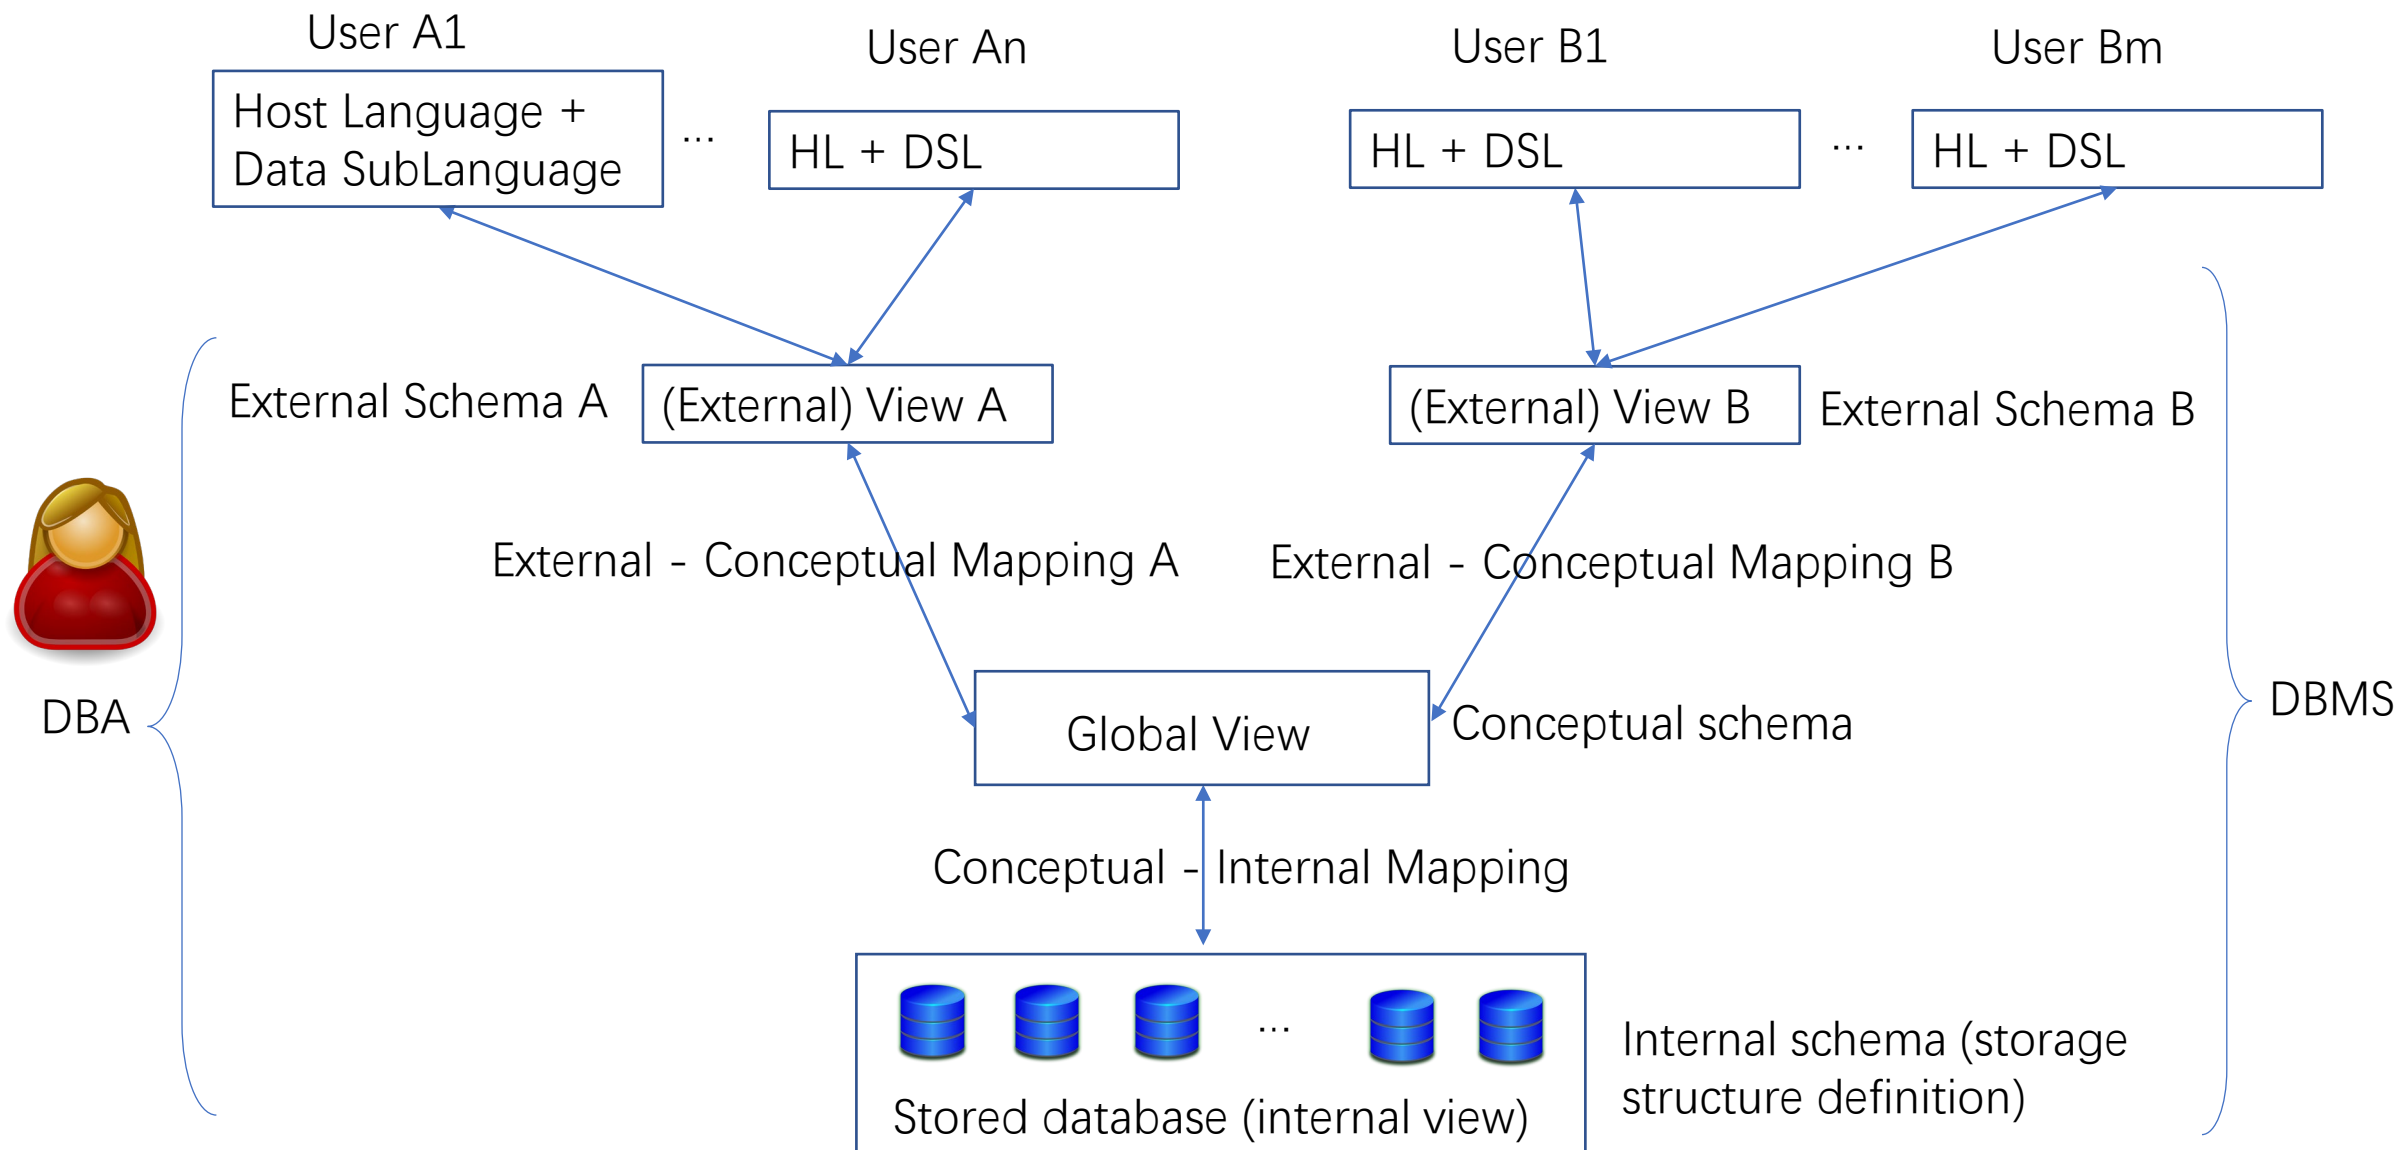 User A1
User An
User B1
User Bm
Host Language +
Data SubLanguage
...
HL + DSL
HL + DSL
...
HL + DSL
External Schema A
(External) View A
(External) View B
External Schema B
External - Conceptual Mapping A
External - Conceptual Mapping B
DBA
Global View
Conceptual schema
DBMS
Conceptual - Internal Mapping
...
Stored database (internal view)
Internal schema (storage
structure definition)